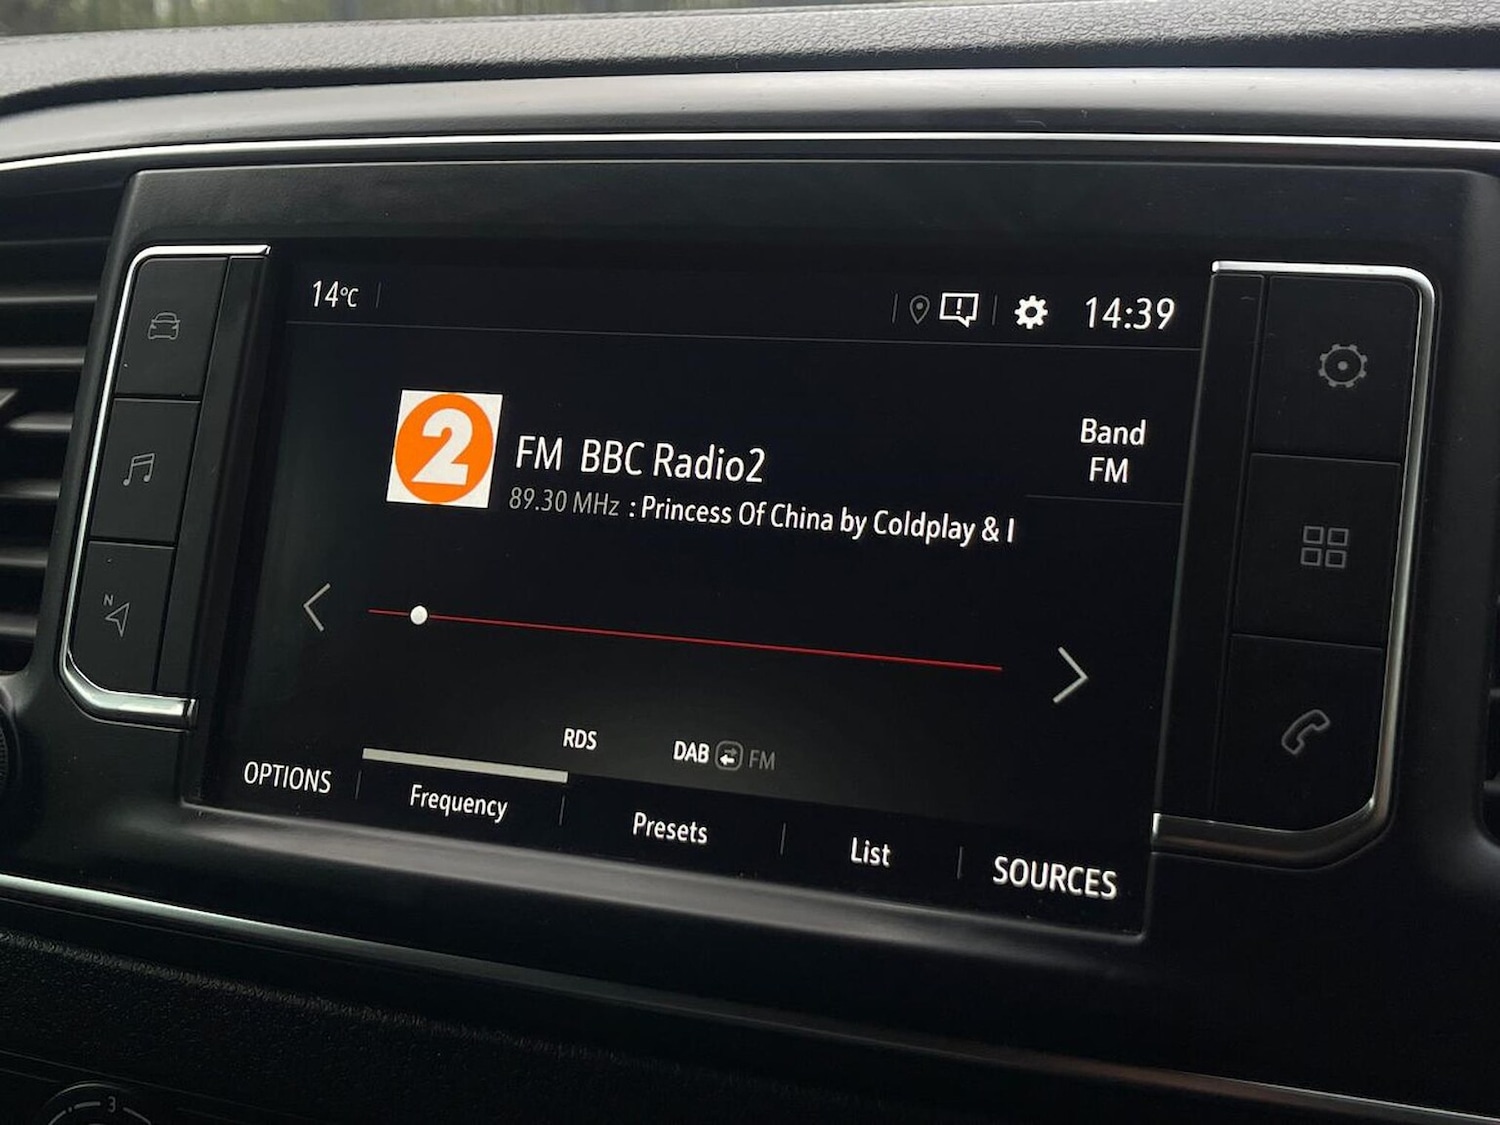 14°C
14:39
2
FM BBC Radio2
Band
FM
89.30 MHz : Princess Of China by Coldplay & I
N
RDS
DAB FM
OPTIONS
Frequency
Presets
List
SOURCES
3